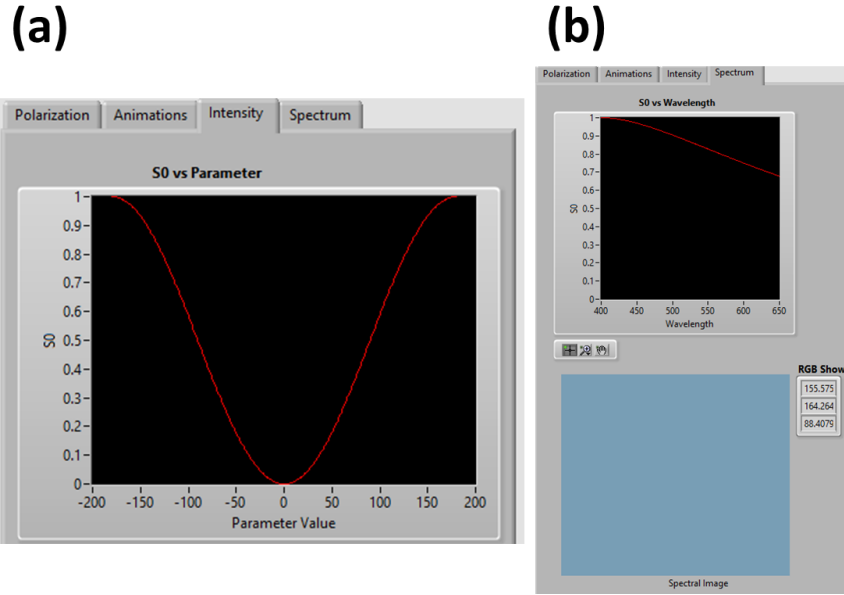 (a)
Polarization Animations Intensity Spectrum
S0 vs Parameter
1
0.9
0.8
0.7
0.6
0.5
0.4
0.3
0.2
0.1
0
S0
-200 -150 -100 -50 0 50 100 150 200
Parameter Value
(b)
Polarization Animations Intensity Spectrum
S0 vs Wavelength
1
0.9
0.8
0.7
0.6
0.5
0.4
0.3
0.2
0.1
0
S0
400 450 500 550 600 650
Wavelength
RGB Show
155.575
164.264
88.4079
Spectral Image